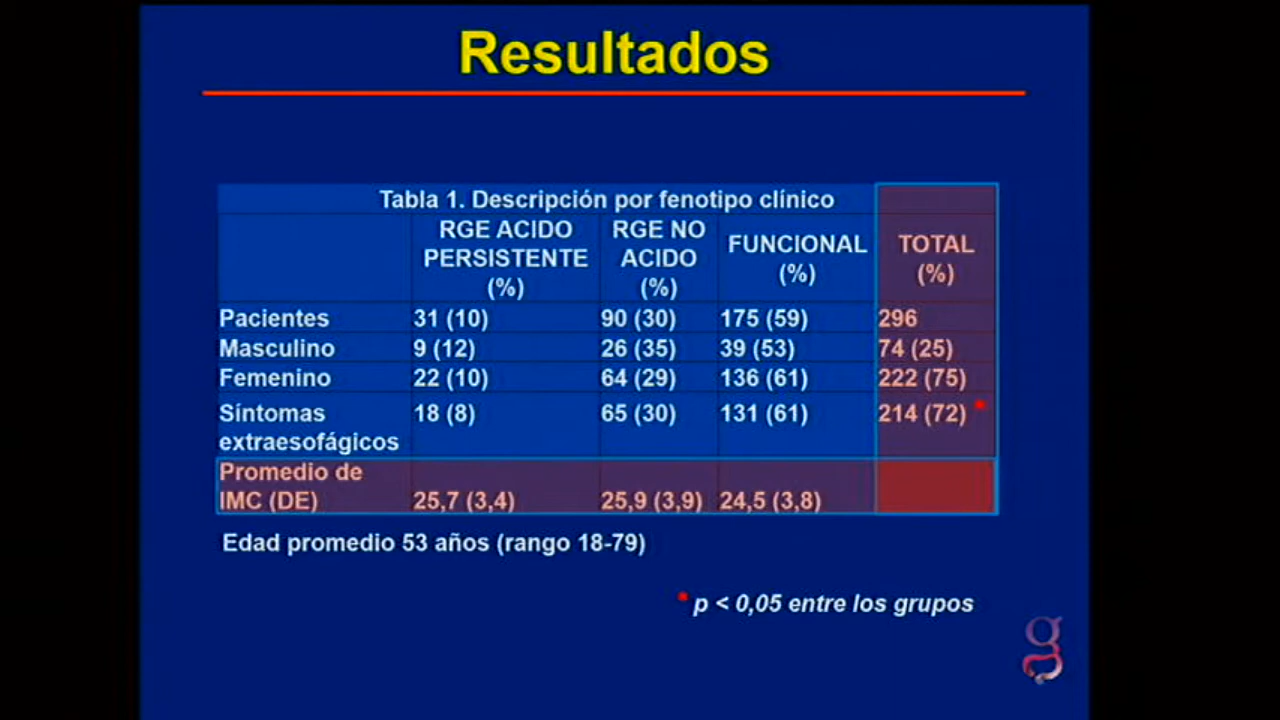 Resultados
Tabla 1. Descripción por fenotipo clínico
RGE ACIDO PERSISTENTE (%) RGE NO ACIDO (%) FUNCIONAL (%) TOTAL (%)
Pacientes 31 (10) 90 (30) 175 (59) 296
Masculino 9 (12) 26 (35) 39 (53) 74 (25)
Femenino 22 (10) 64 (29) 136 (61) 222 (75)
Síntomas extraesofágicos 18 (8) 65 (30) 131 (61) 214 (72) *
Promedio de IMC (DE) 25,7 (3,4) 25,9 (3,9) 24,5 (3,8)
Edad promedio 53 años (rango 18-79)
* p < 0,05 entre los grupos